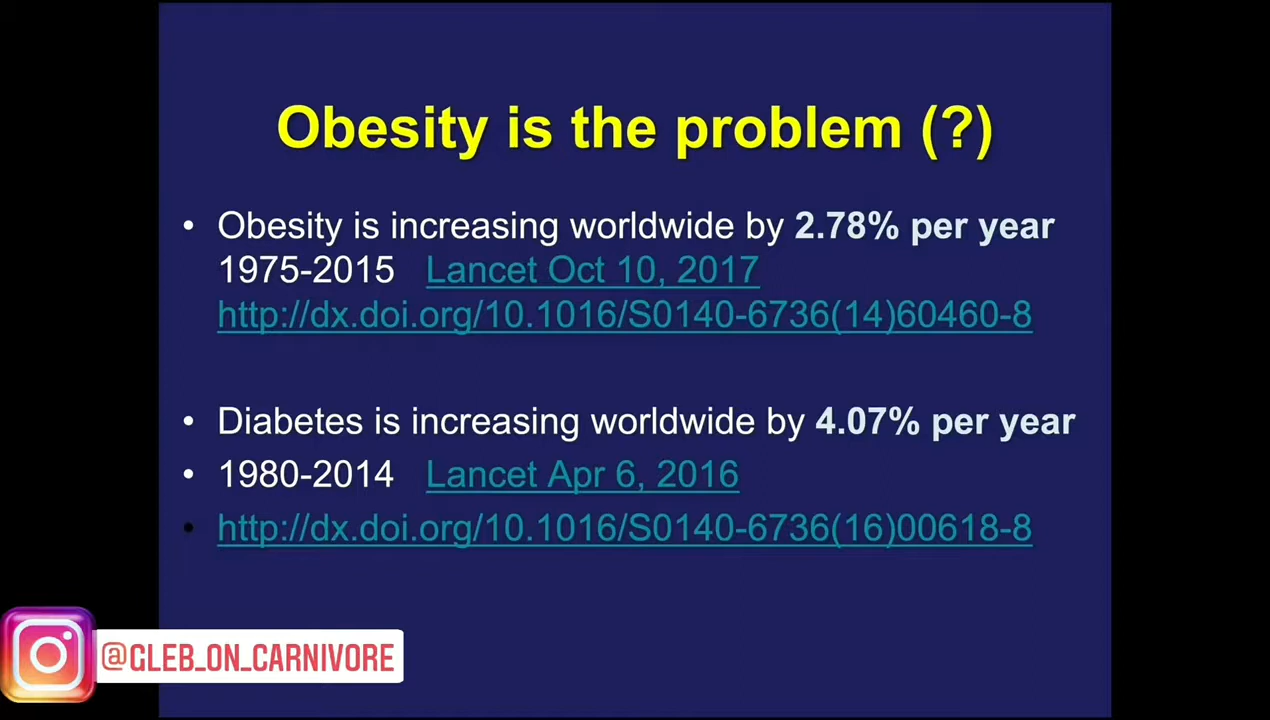 Obesity is the problem (?)
• Obesity is increasing worldwide by 2.78% per year
1975-2015 Lancet Oct 10, 2017
http://dx.doi.org/10.1016/S0140-6736(14)60460-8
• Diabetes is increasing worldwide by 4.07% per year
• 1980-2014 Lancet Apr 6, 2016
• http://dx.doi.org/10.1016/S0140-6736(16)00618-8
@GLEB_ON_CARNIVORE